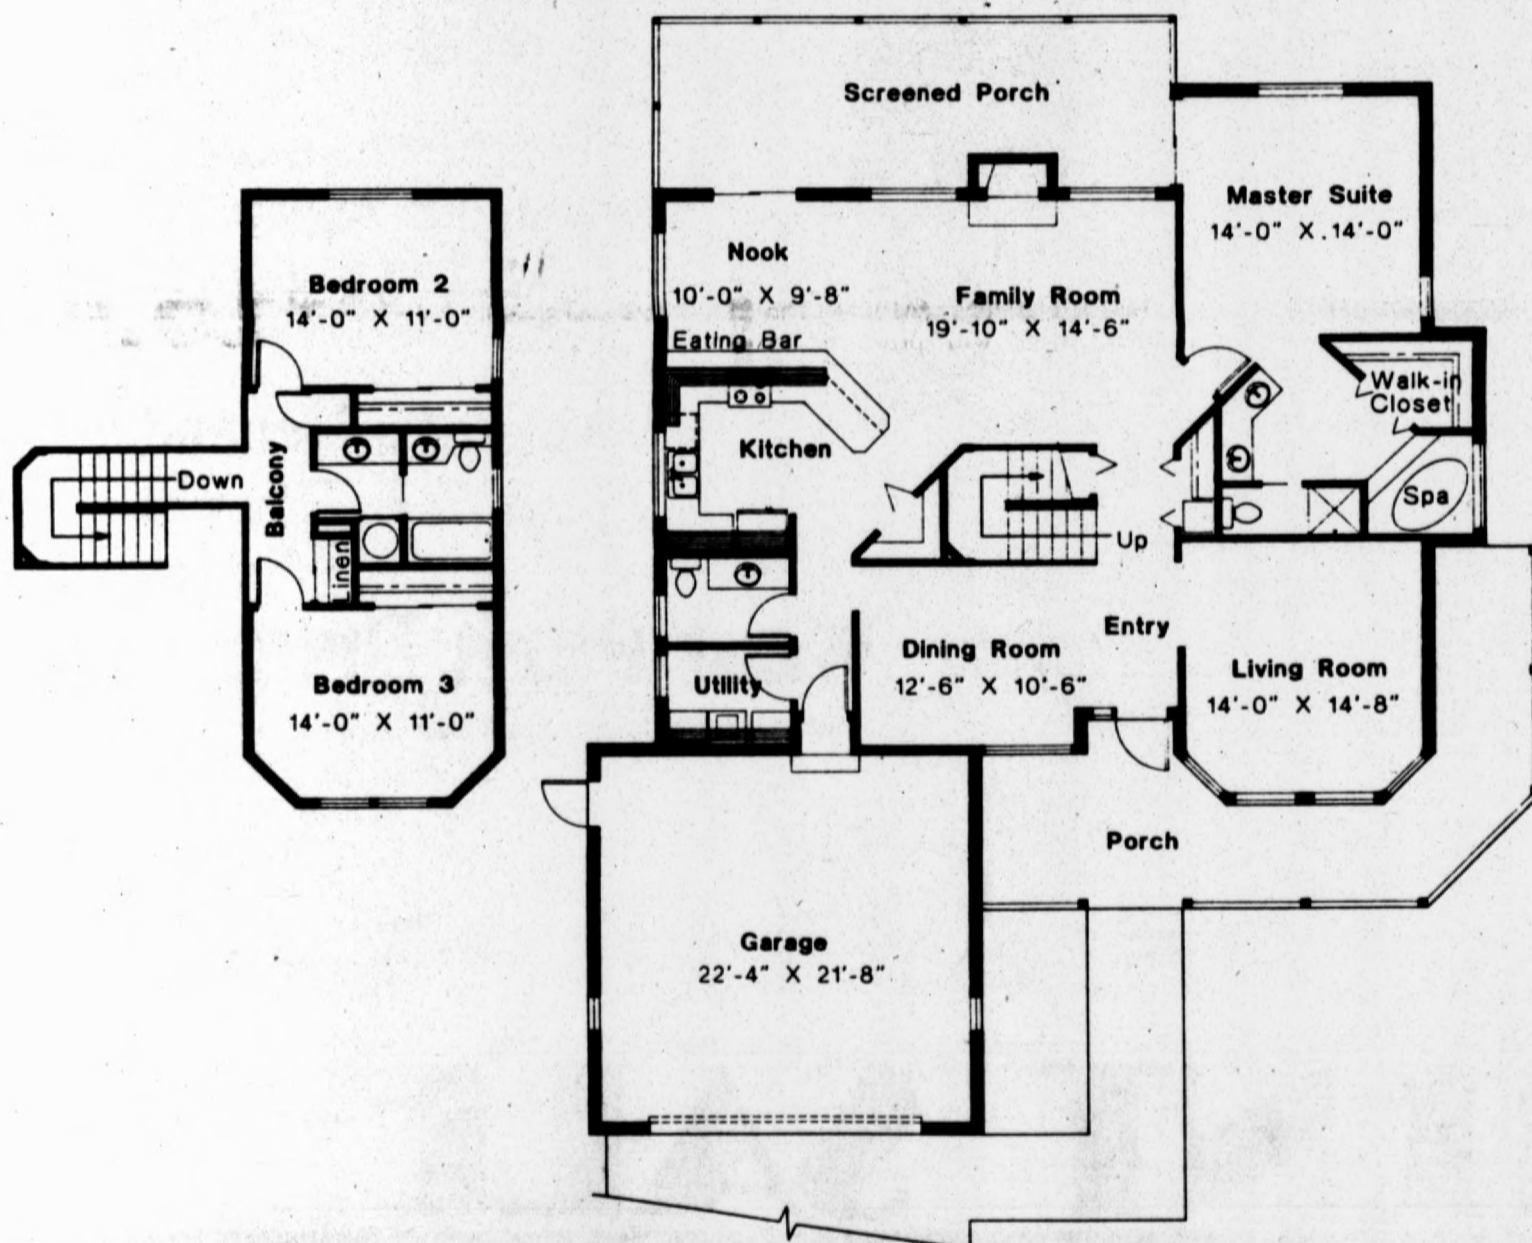 Screened Porch
Master Suite
14'-0" X 14'-0"
Nook
10'-0" X 9'-8"
Family Room
19'-10" X 14'-6"
Eating Bar
Walk-in
Closet
Kitchen
Spa
Up
Entry
Dining Room
12'-6" X 10'-6"
Living Room
14'-0" X 14'-8"
Utility
Porch
Garage
22'-4" X 21'-8"
Bedroom 2
14'-0" X 11'-0"
Down
Balcony
Linen
Bedroom 3
14'-0" X 11'-0"